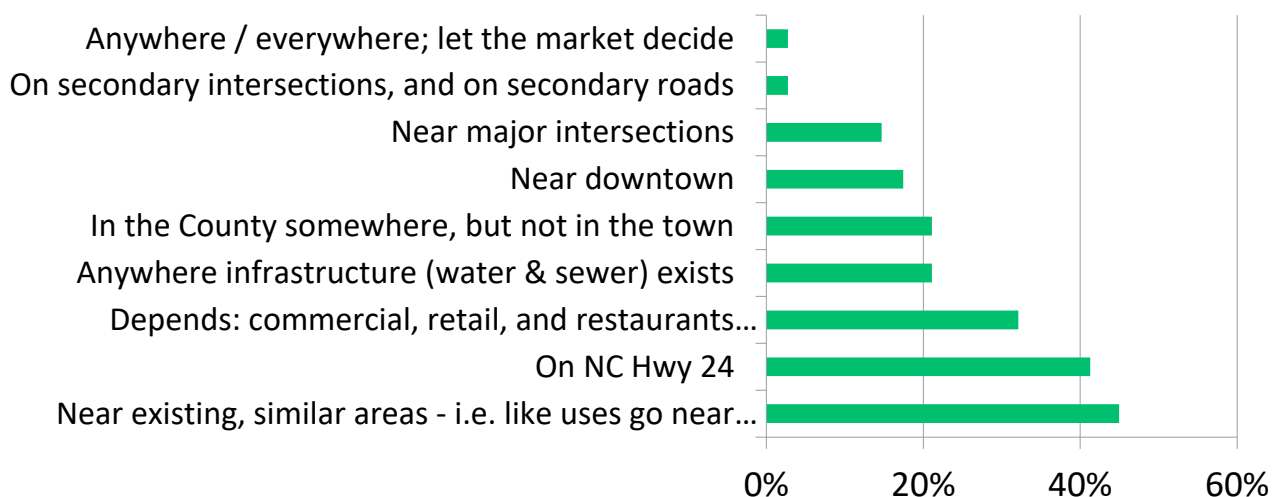 Anywhere / everywhere; let the market decide
On secondary intersections, and on secondary roads
Near major intersections
Near downtown
In the County somewhere, but not in the town
Anywhere infrastructure (water & sewer) exists
Depends: commercial, retail, and restaurants…
On NC Hwy 24
Near existing, similar areas - i.e. like uses go near…
0% 20% 40% 60%